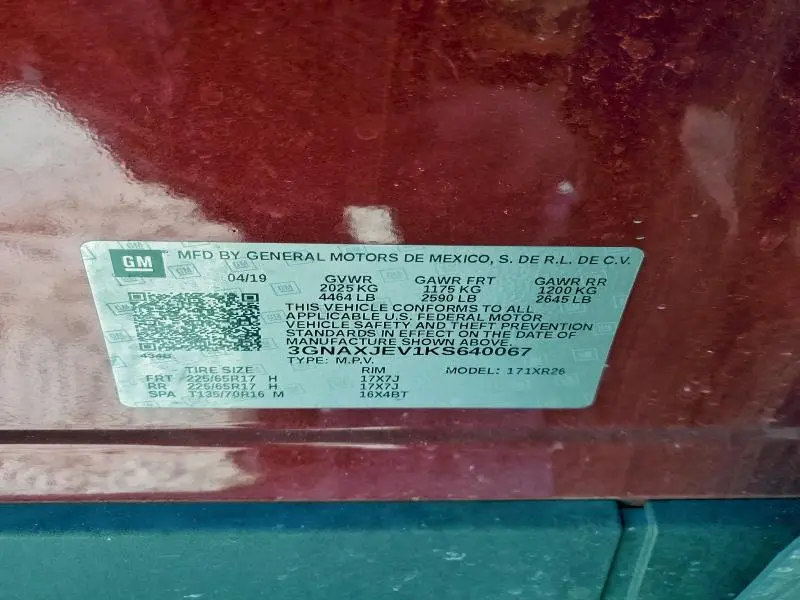 GM MFD BY GENERAL MOTORS DE MEXICO, S. DE R.L. DE C.V.
04/19 GVWR GAWR FRT GAWR RR
2025 KG 1175 KG 1200 KG
4464 LB 2590 LB 2645 LB
THIS VEHICLE CONFORMS TO ALL
APPLICABLE U.S. FEDERAL MOTOR
VEHICLE SAFETY AND THEFT PREVENTION
STANDARDS IN EFFECT ON THE DATE OF
MANUFACTURE SHOWN ABOVE.
434B 3GNAXJEV1KS640067
TYPE: M.P.V.
TIRE SIZE RIM MODEL: 171XR26
FRT 225/65R17 H 17X7J
RR 225/65R17 H 17X7J
SPA T135/70R16 M 16X4BT